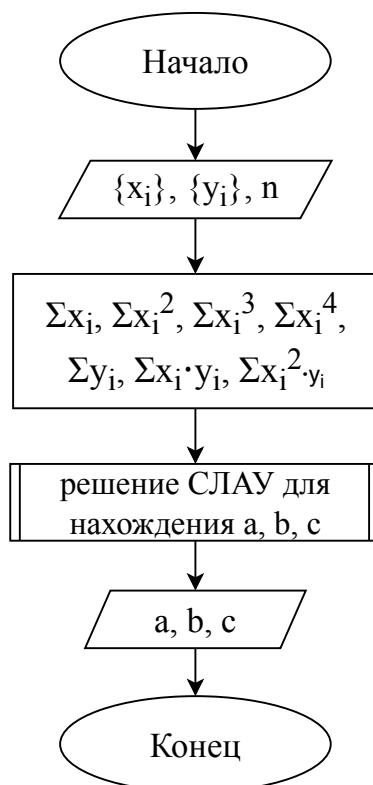 Начало
{xᵢ}, {yᵢ}, n
Σxᵢ, Σxᵢ², Σxᵢ³, Σxᵢ⁴,
Σyᵢ, Σxᵢ·yᵢ, Σxᵢ²·yᵢ
решение СЛАУ для
нахождения a, b, c
a, b, c
Конец